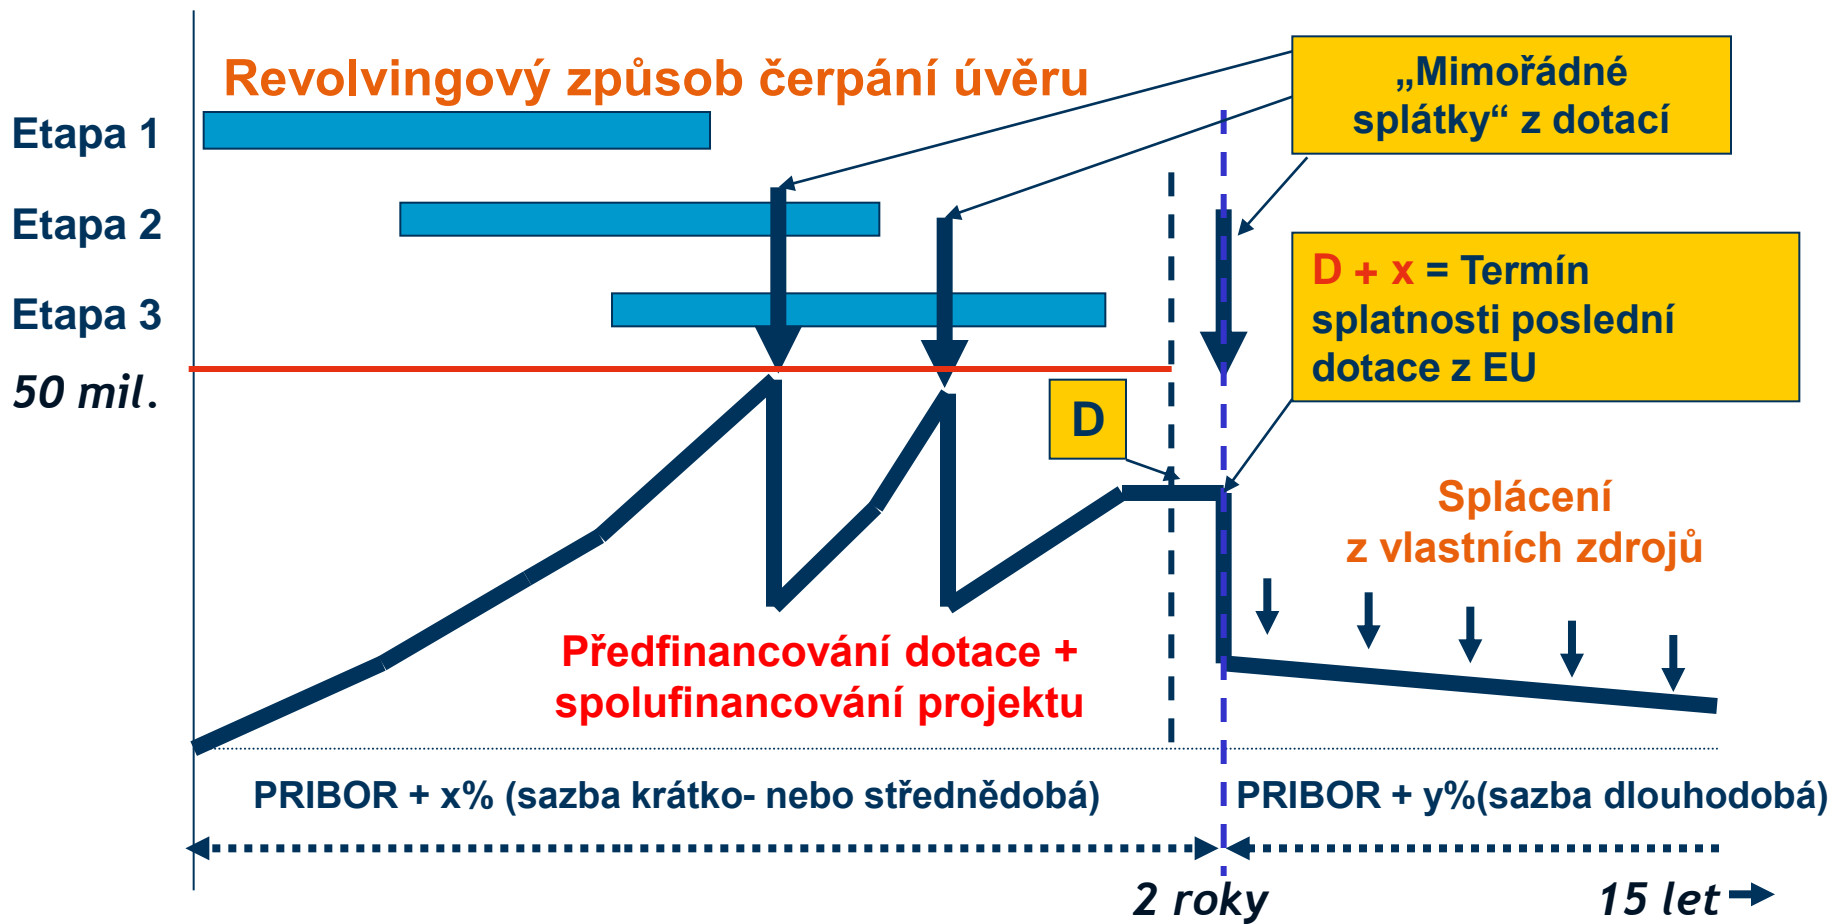 Revolvingový způsob čerpání úvěru
„Mimořádné
splátky“ z dotací
Etapa 1
Etapa 2
Etapa 3
50 mil.
D + x = Termín
splatnosti poslední
dotace z EU
D
Splácení
z vlastních zdrojů
Předfinancování dotace +
spolufinancování projektu
PRIBOR + x% (sazba krátko- nebo střednědobá)
PRIBOR + y%(sazba dlouhodobá)
2 roky
15 let